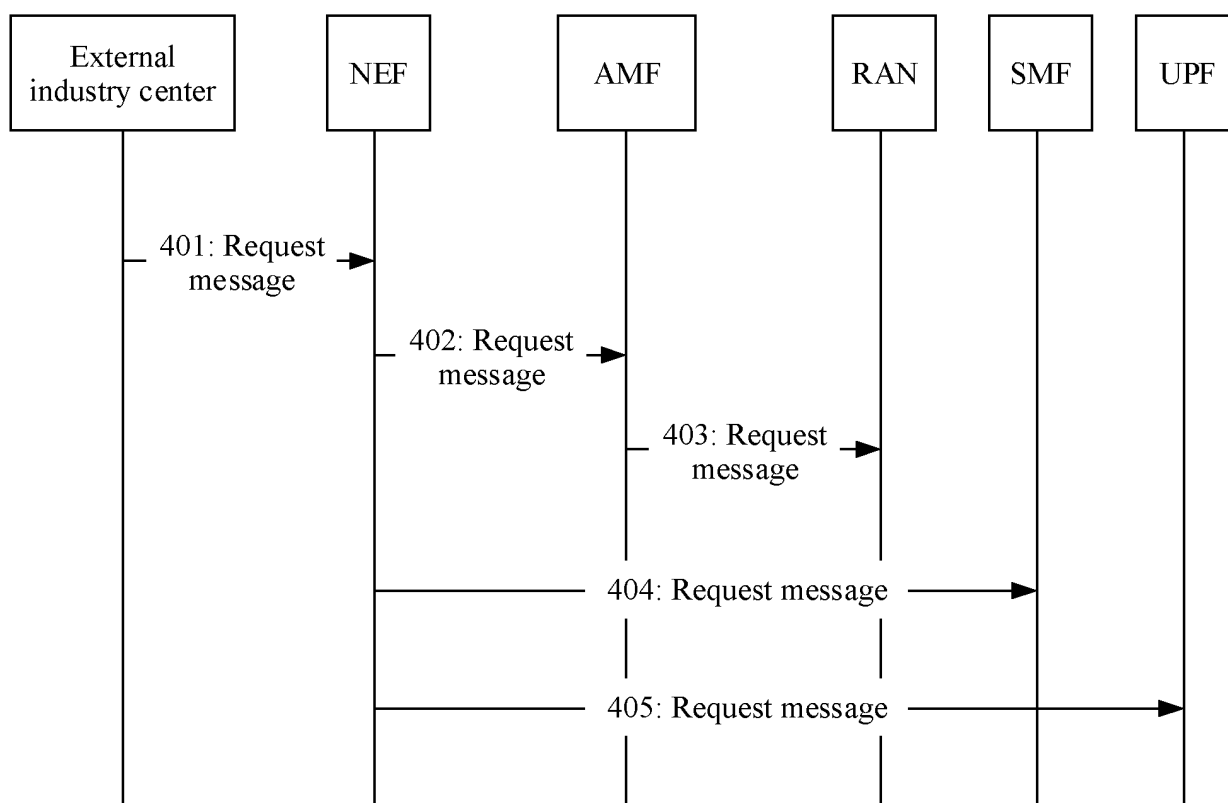 External
industry center
NEF
AMF
RAN
SMF
UPF
401: Request
message
402: Request
message
403: Request
message
404: Request message
405: Request message